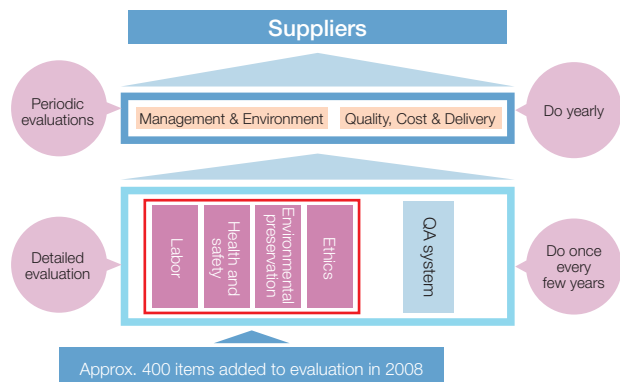 Suppliers
Periodic
evaluations
Management & Environment
Quality, Cost & Delivery
Do yearly
Detailed
evaluation
Labor
Health and
safety
Environmental
preservation
Ethics
QA system
Do once
every
few years
Approx. 400 items added to evaluation in 2008